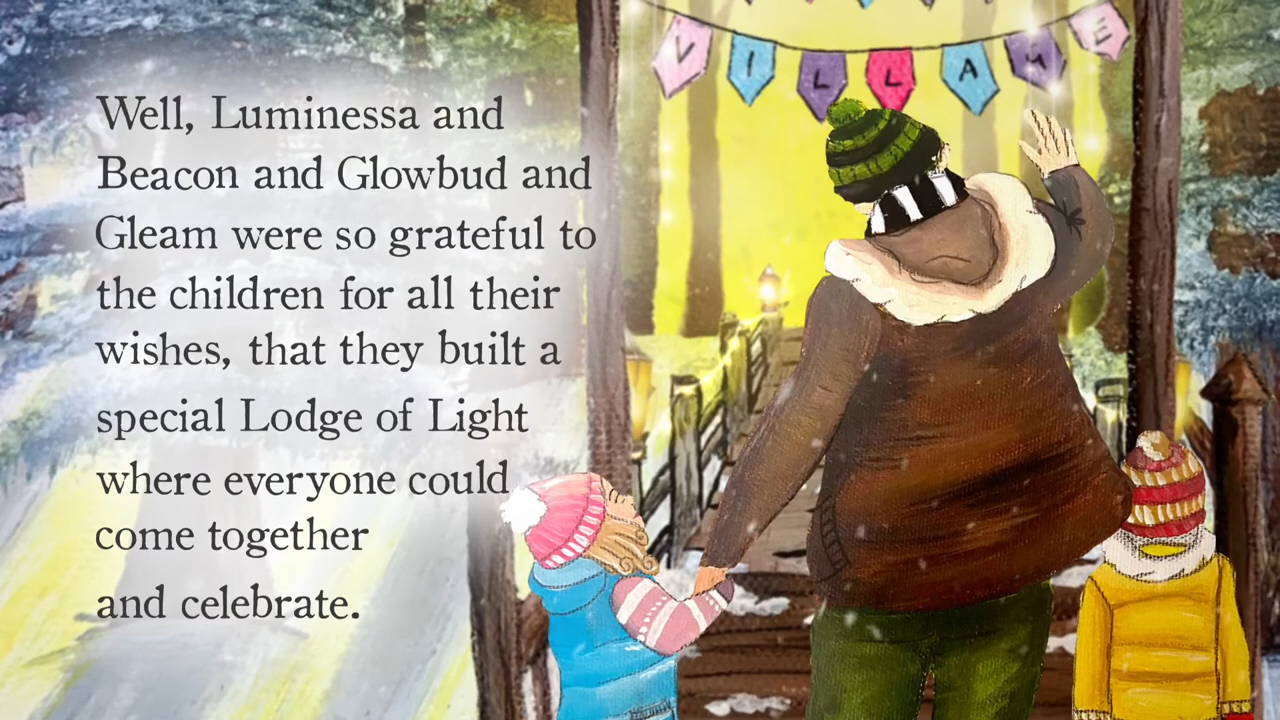 VILLAGE
Well, Luminessa and
Beacon and Glowbud and
Gleam were so grateful to
the children for all their
wishes, that they built a
special Lodge of Light
where everyone could
come together
and celebrate.